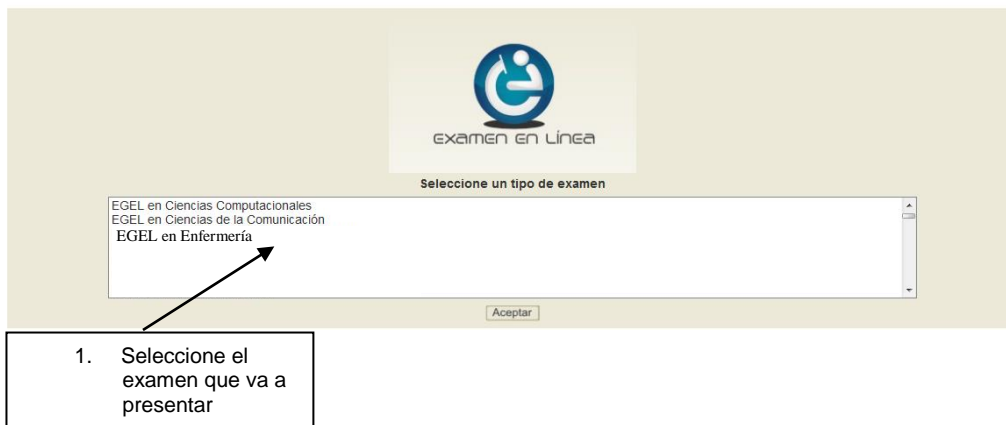 examen en Línea
Seleccione un tipo de examen
EGEL en Ciencias Computacionales
EGEL en Ciencias de la Comunicación
EGEL en Enfermería
Aceptar
1. Seleccione el
examen que va a
presentar